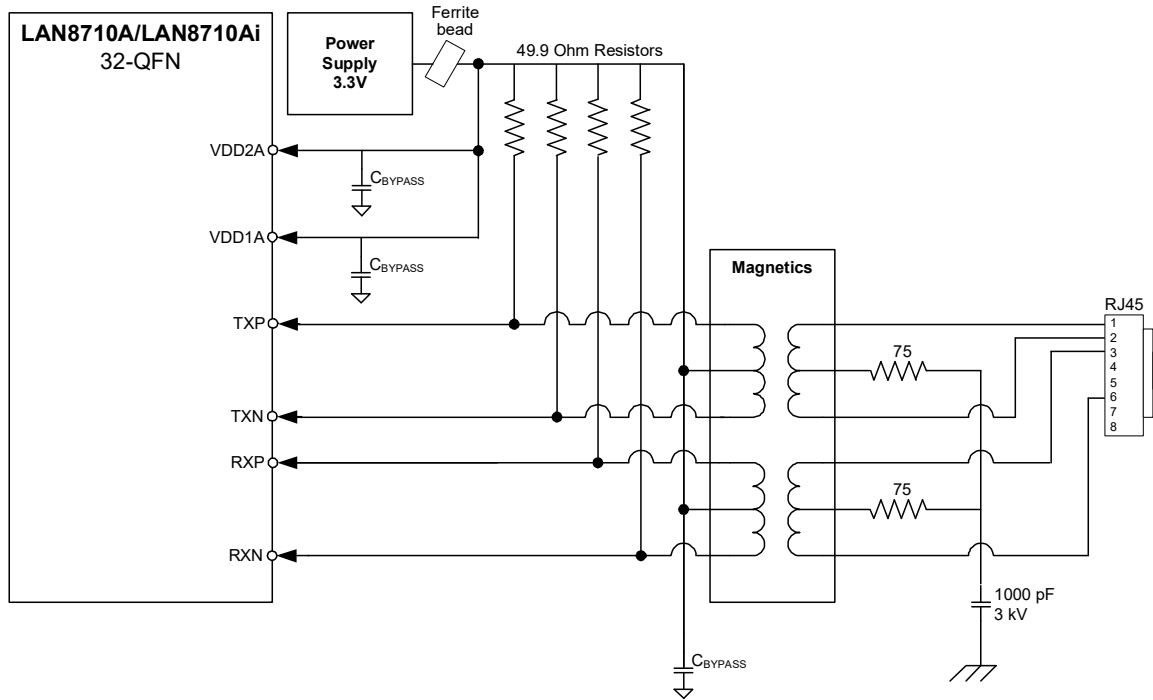 LAN8710A/LAN8710Ai
32-QFN
Power
Supply
3.3V
Ferrite
bead
49.9 Ohm Resistors
VDD2A
CBYPASS
VDD1A
CBYPASS
Magnetics
RJ45
TXP
1
2
3
4
5
6
7
8
75
TXN
RXP
75
RXN
1000 pF
3 kV
CBYPASS